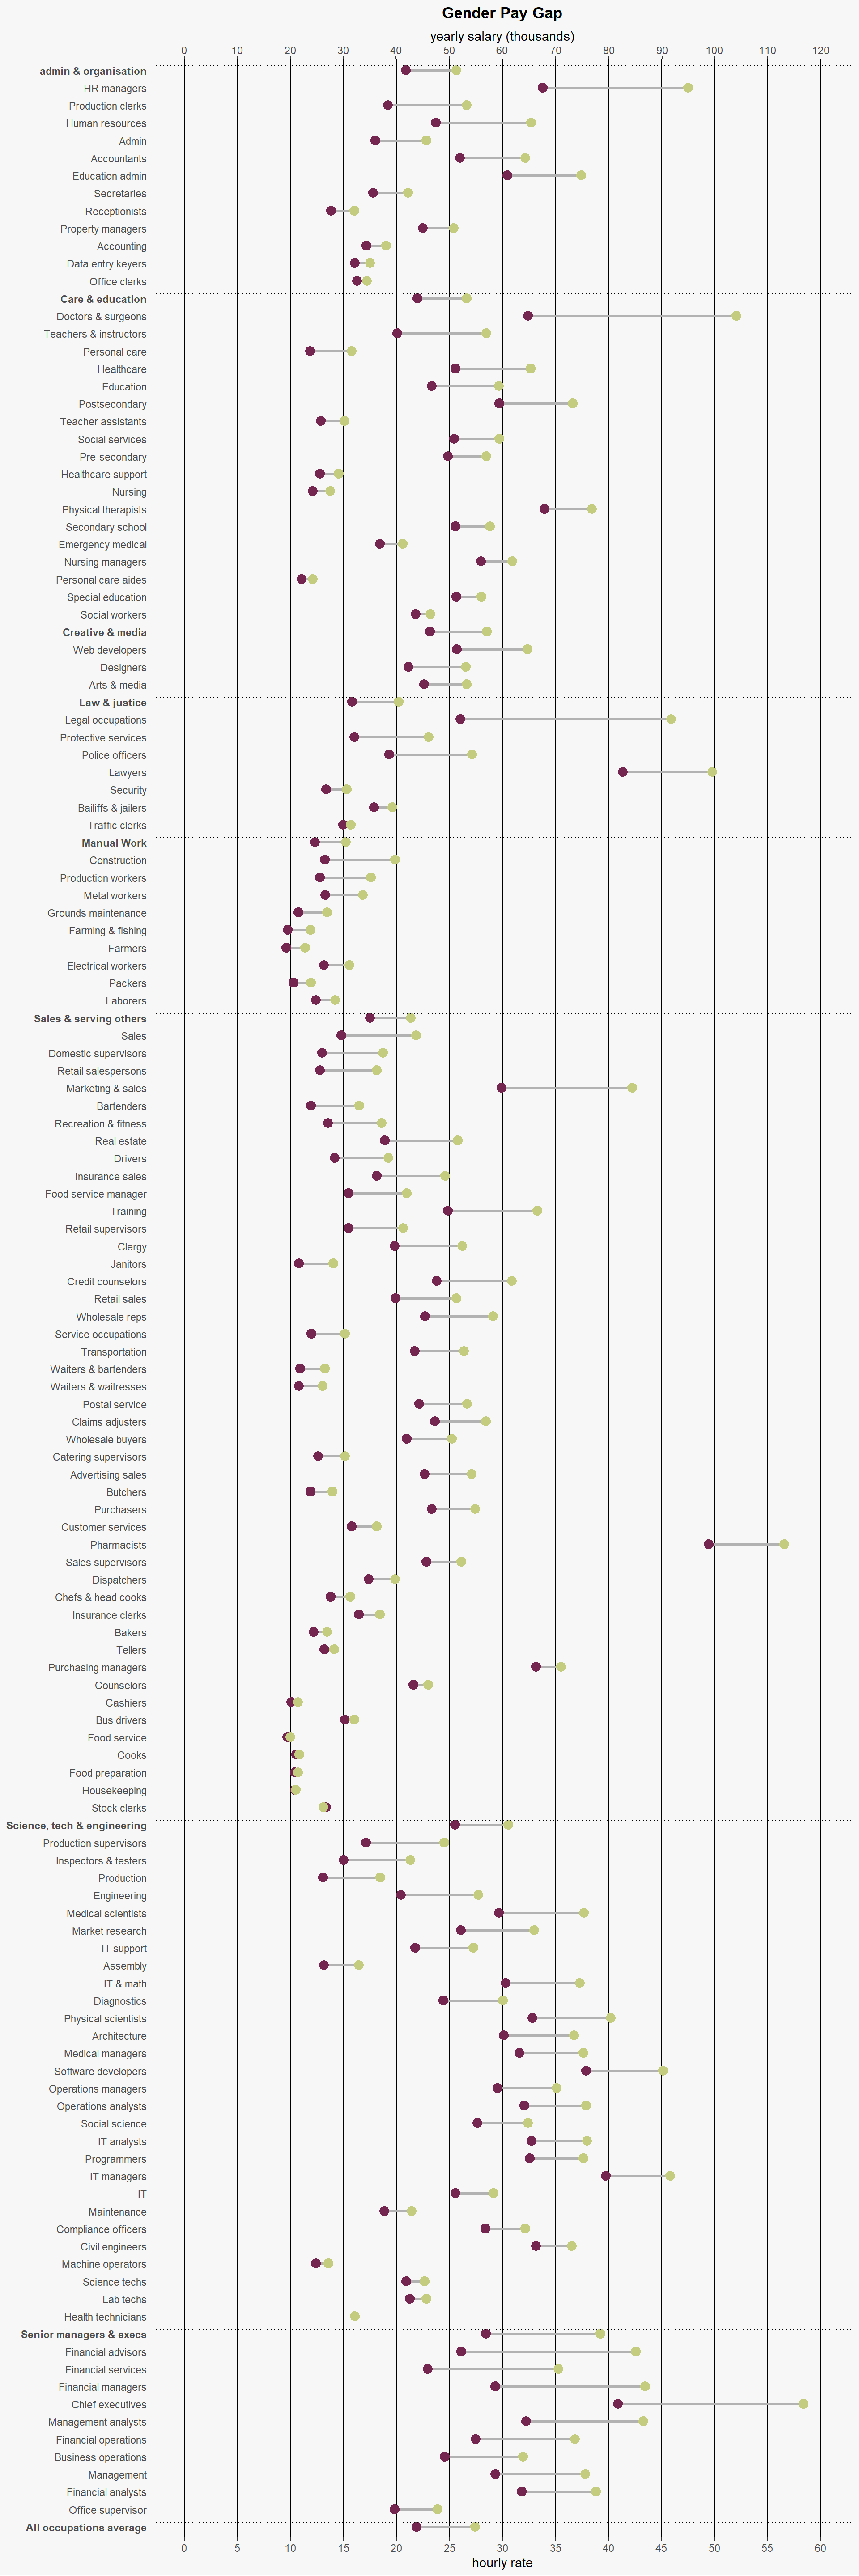 Gender Pay Gap
yearly salary (thousands)
0 10 20 30 40 50 60 70 80 90 100 110 120
admin & organisation
HR managers
Production clerks
Human resources
Admin
Accountants
Education admin
Secretaries
Receptionists
Property managers
Accounting
Data entry keyers
Office clerks
Care & education
Doctors & surgeons
Teachers & instructors
Personal care
Healthcare
Education
Postsecondary
Teacher assistants
Social services
Pre-secondary
Healthcare support
Nursing
Physical therapists
Secondary school
Emergency medical
Nursing managers
Personal care aides
Special education
Social workers
Creative & media
Web developers
Designers
Arts & media
Law & justice
Legal occupations
Protective services
Police officers
Lawyers
Security
Bailiffs & jailers
Traffic clerks
Manual Work
Construction
Production workers
Metal workers
Grounds maintenance
Farming & fishing
Farmers
Electrical workers
Packers
Laborers
Sales & serving others
Sales
Domestic supervisors
Retail salespersons
Marketing & sales
Bartenders
Recreation & fitness
Real estate
Drivers
Insurance sales
Food service manager
Training
Retail supervisors
Clergy
Janitors
Credit counselors
Retail sales
Wholesale reps
Service occupations
Transportation
Waiters & bartenders
Waiters & waitresses
Postal service
Claims adjusters
Wholesale buyers
Catering supervisors
Advertising sales
Butchers
Purchasers
Customer services
Pharmacists
Sales supervisors
Dispatchers
Chefs & head cooks
Insurance clerks
Bakers
Tellers
Purchasing managers
Counselors
Cashiers
Bus drivers
Food service
Cooks
Food preparation
Housekeeping
Stock clerks
Science, tech & engineering
Production supervisors
Inspectors & testers
Production
Engineering
Medical scientists
Market research
IT support
Assembly
IT & math
Diagnostics
Physical scientists
Architecture
Medical managers
Software developers
Operations managers
Operations analysts
Social science
IT analysts
Programmers
IT managers
IT
Maintenance
Compliance officers
Civil engineers
Machine operators
Science techs
Lab techs
Health technicians
Senior managers & execs
Financial advisors
Financial services
Financial managers
Chief executives
Management analysts
Financial operations
Business operations
Management
Financial analysts
Office supervisor
All occupations average
0 5 10 15 20 25 30 35 40 45 50 55 60
hourly rate